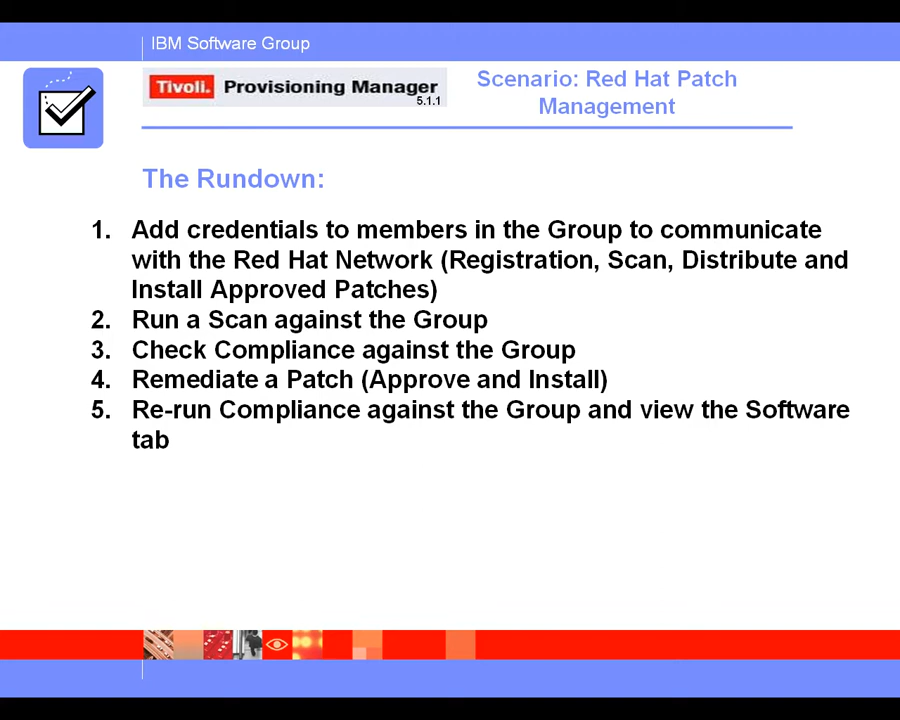 IBM Software Group
Tivoli. Provisioning Manager
5.1.1
Scenario: Red Hat Patch
Management
The Rundown:
1. Add credentials to members in the Group to communicate
with the Red Hat Network (Registration, Scan, Distribute and
Install Approved Patches)
2. Run a Scan against the Group
3. Check Compliance against the Group
4. Remediate a Patch (Approve and Install)
5. Re-run Compliance against the Group and view the Software
tab